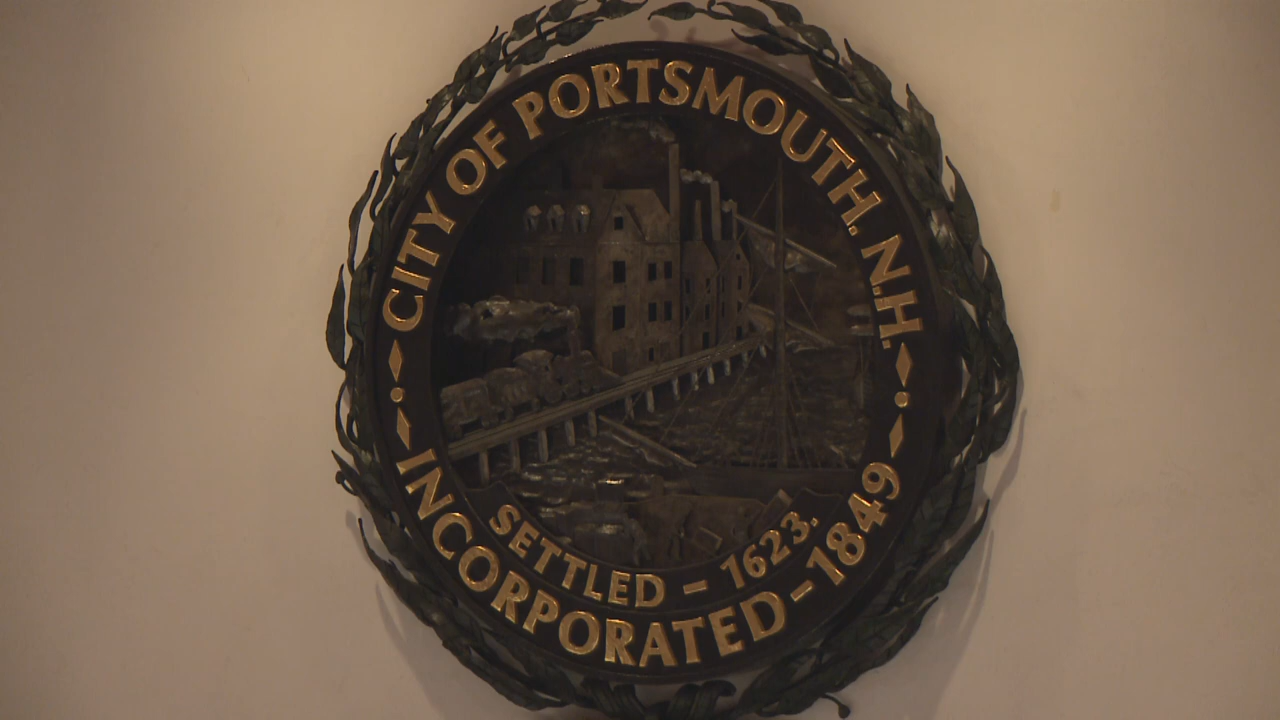 CITY OF PORTSMOUTH. N.H.
SETTLED – 1623.
INCORPORATED – 1849